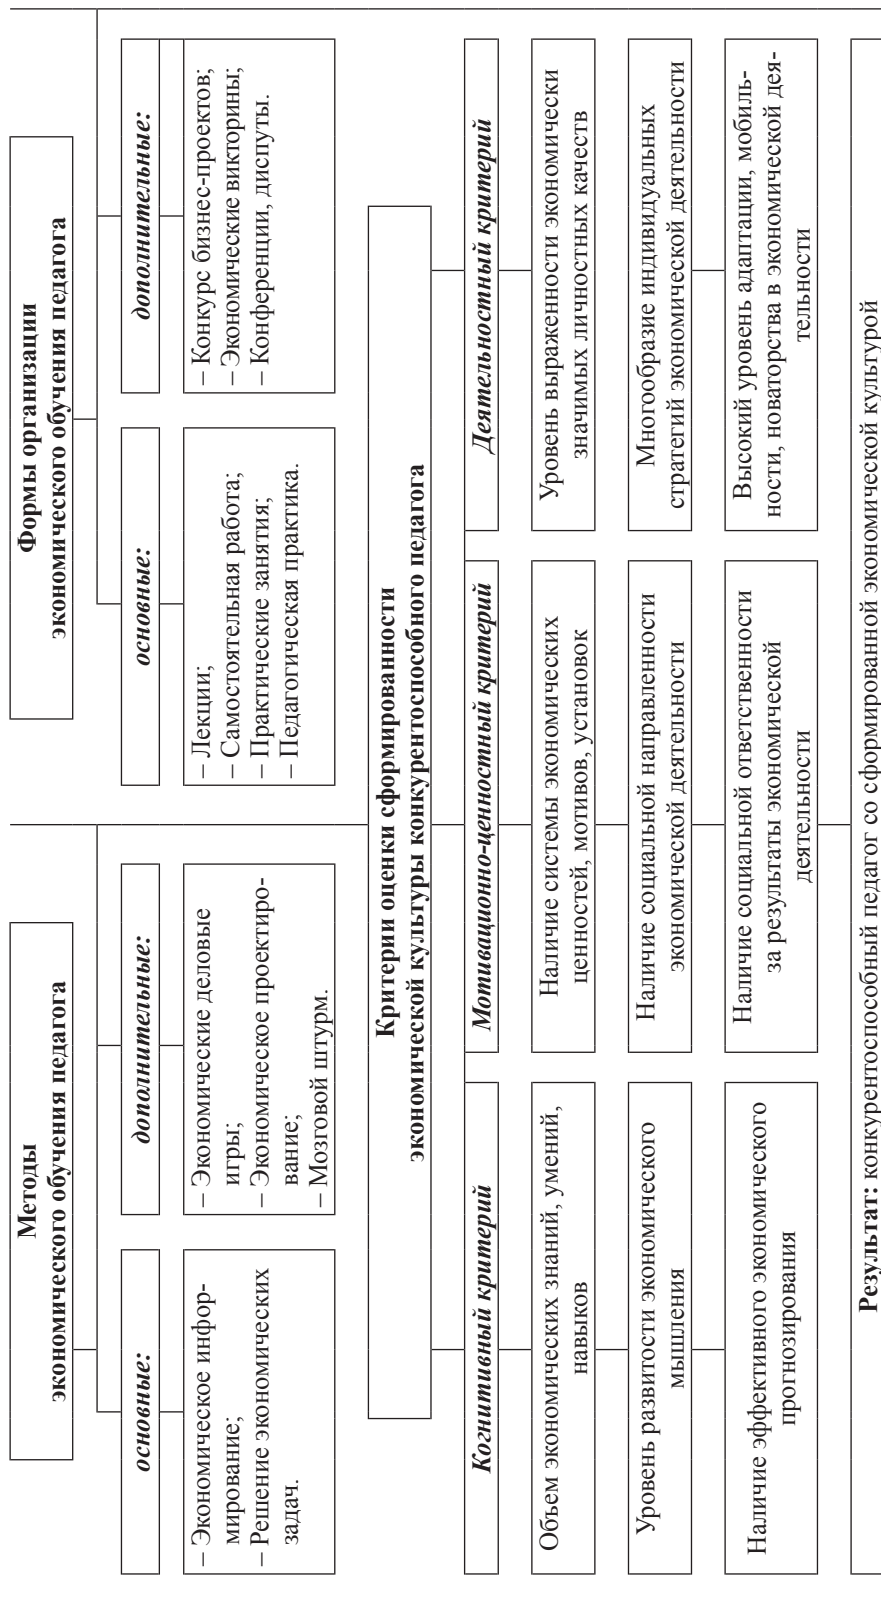 Методы
экономического обучения педагога
основные:
– Экономическое инфор-
мирование;
– Решение экономических
задач.
дополнительные:
– Экономические деловые
игры;
– Экономическое проектиро-
вание;
– Мозговой штурм.
Формы организации
экономического обучения педагога
основные:
– Лекции;
– Самостоятельная работа;
– Практические занятия;
– Педагогическая практика.
дополнительные:
– Конкурс бизнес-проектов;
– Экономические викторины;
– Конференции, диспуты.
Критерии оценки сформированности
экономической культуры конкурентоспособного педагога
Когнитивный критерий
Объем экономических знаний, умений,
навыков
Уровень развитости экономического
мышления
Наличие эффективного экономического
прогнозирования
Мотивационно-ценностный критерий
Наличие системы экономических
ценностей, мотивов, установок
Наличие социальной направленности
экономической деятельности
Наличие социальной ответственности
за результаты экономической
деятельности
Деятельностный критерий
Уровень выраженности экономически
значимых личностных качеств
Многообразие индивидуальных
стратегий экономической деятельности
Высокий уровень адаптации, мобиль-
ности, новаторства в экономической дея-
тельности
Результат: конкурентоспособный педагог со сформированной экономической культурой